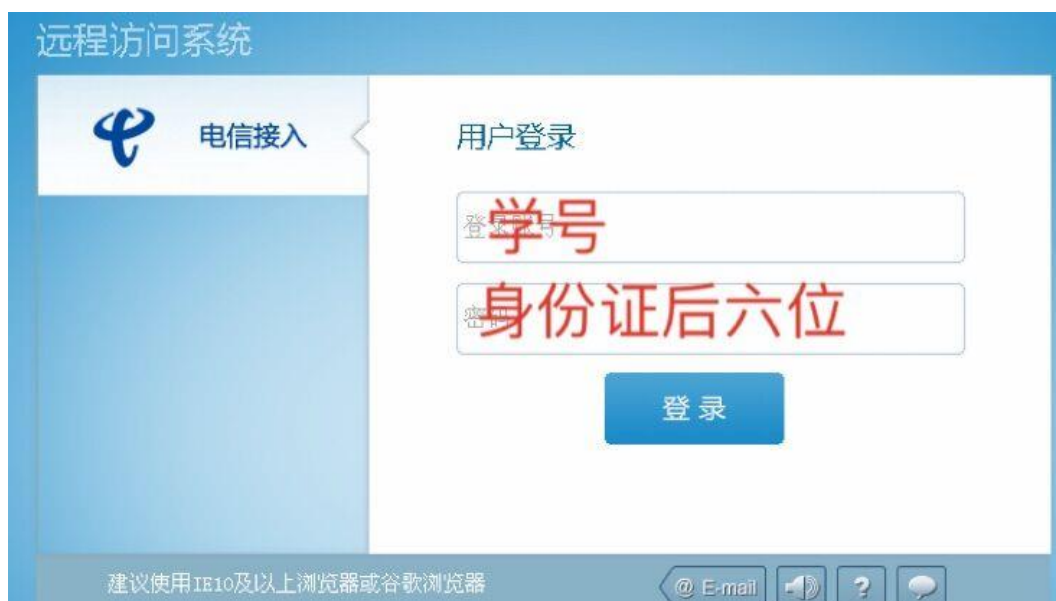 远程访问系统
电信接入
用户登录
学号
身份证后六位
登录
建议使用IE10及以上浏览器或谷歌浏览器
@ E-mail
?